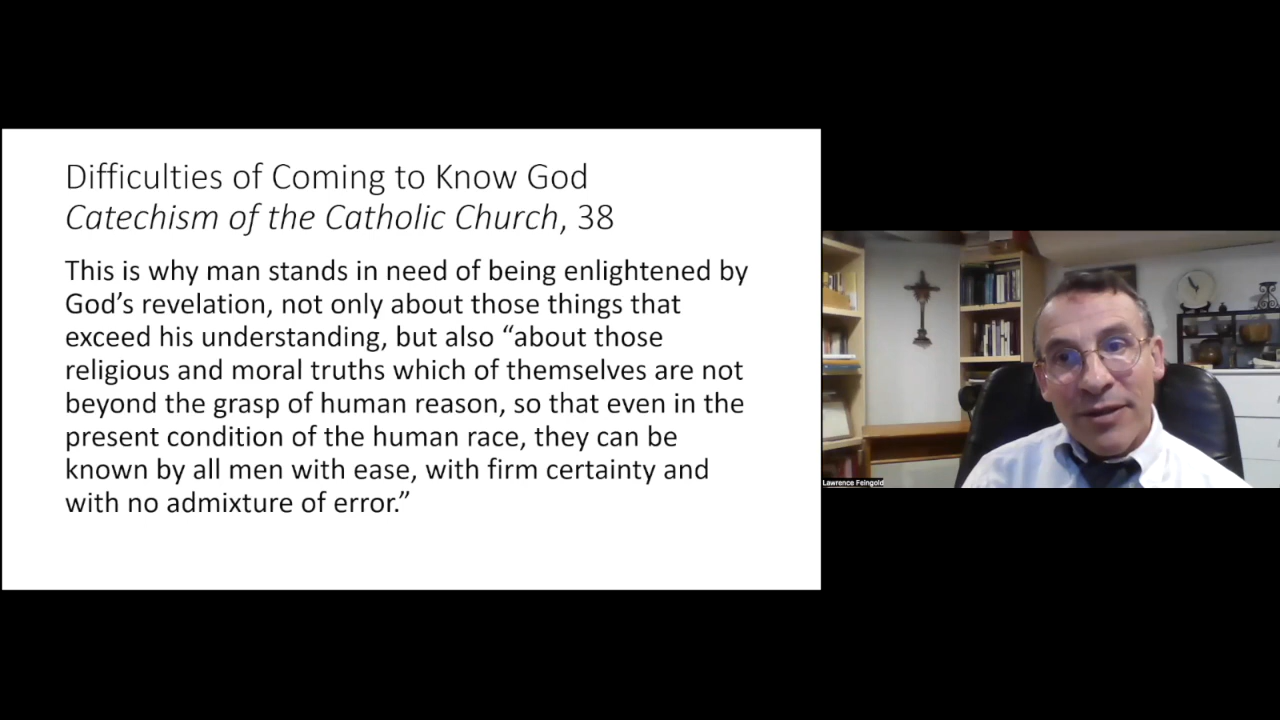 Difficulties of Coming to Know God
Catechism of the Catholic Church, 38
This is why man stands in need of being enlightened by
God’s revelation, not only about those things that
exceed his understanding, but also “about those
religious and moral truths which of themselves are not
beyond the grasp of human reason, so that even in the
present condition of the human race, they can be
known by all men with ease, with firm certainty and
with no admixture of error.”
Lawrence Feingold